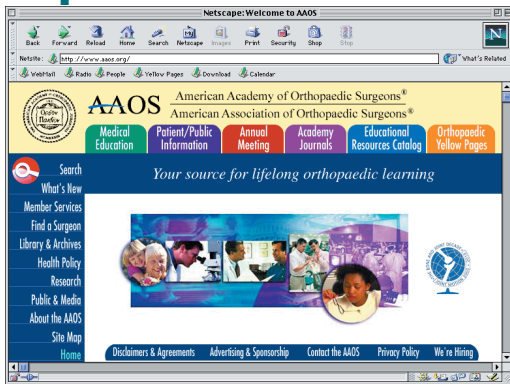 Netscape: Welcome to AAOS
Back Forward Reload Home Search Netscape Images Print Security Shop Stop
N
Netsite: http://www.aaos.org/ What's Related
WebMail Radio People Yellow Pages Download Calendar
AAOS American Academy of Orthopaedic Surgeons®
American Association of Orthopaedic Surgeons®
Medical Education
Patient/Public Information
Annual Meeting
Academy Journals
Educational Resources Catalog
Orthopaedic Yellow Pages
Your source for lifelong orthopaedic learning
Search
What's New
Member Services
Find a Surgeon
Library & Archives
Health Policy
Research
Public & Media
About the AAOS
Site Map
Home
Disclaimers & Agreements Advertising & Sponsorship Contact the AAOS Privacy Policy We're Hiring